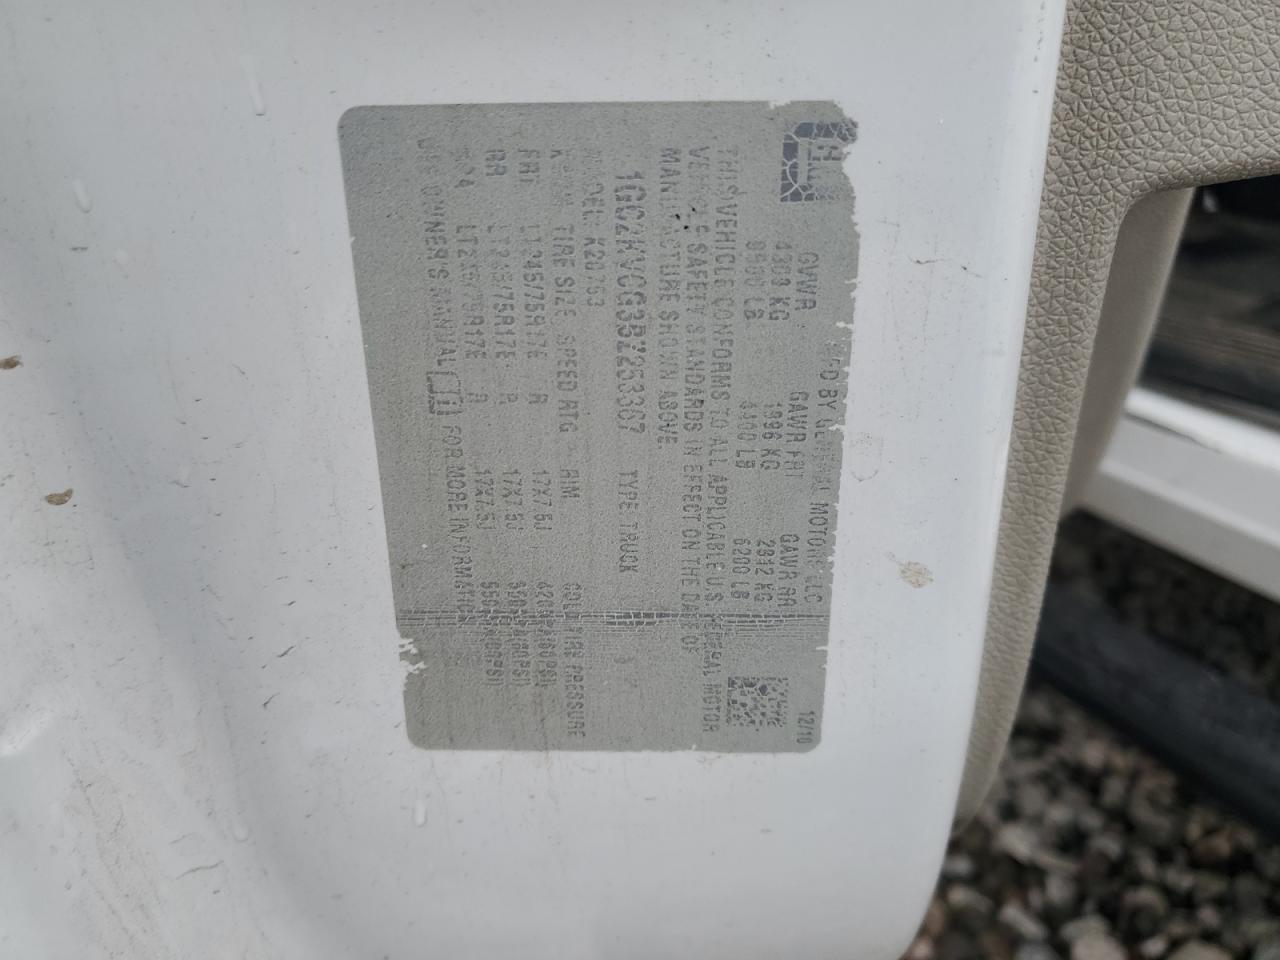 GM
MFD BY GENERAL MOTORS LLC 12/10
GVWR GAWR FRT GAWR RR
4309 KG 1996 KG 2812 KG
9500 LB 4400 LB 6200 LB
THIS VEHICLE CONFORMS TO ALL APPLICABLE U.S. FEDERAL MOTOR
VEHICLE SAFETY STANDARDS IN EFFECT ON THE DATE OF
MANUFACTURE SHOWN ABOVE.
TYPE TRUCK
MODEL: K20753
TIRE SIZE SPEED RTG RIM COLD TIRE PRESSURE
FRT LT245/75R17E R 17X7.5J
RR LT245/75R17E R 17X7.5J
LT245/75R17E R 17X7.5J
SEE OWNER'S MANUAL FOR MORE INFORMATION